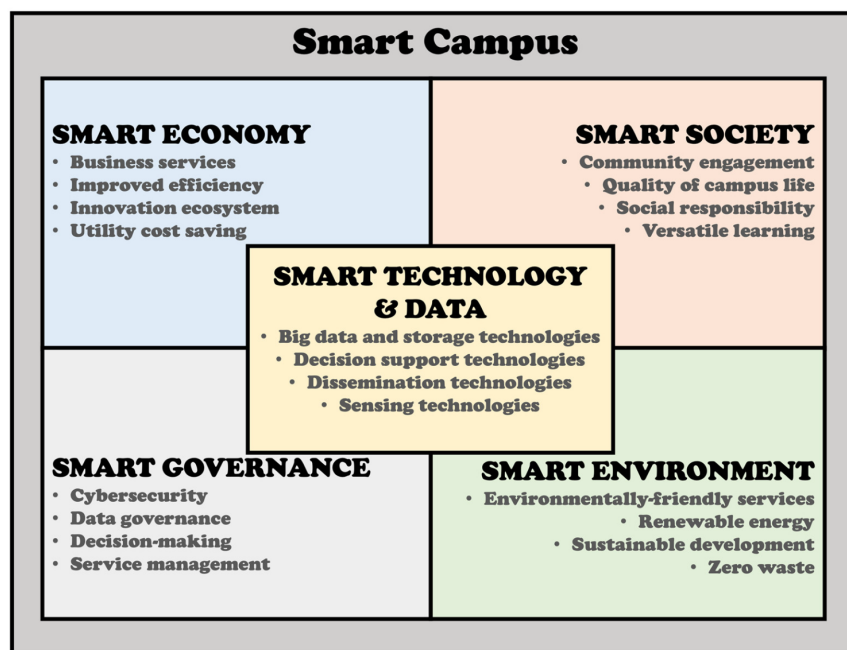 Smart Campus
SMART ECONOMY
• Business services
• Improved efficiency
• Innovation ecosystem
• Utility cost saving
SMART SOCIETY
• Community engagement
• Quality of campus life
• Social responsibility
• Versatile learning
SMART TECHNOLOGY
& DATA
• Big data and storage technologies
• Decision support technologies
• Dissemination technologies
• Sensing technologies
SMART GOVERNANCE
• Cybersecurity
• Data governance
• Decision-making
• Service management
SMART ENVIRONMENT
• Environmentally-friendly services
• Renewable energy
• Sustainable development
• Zero waste